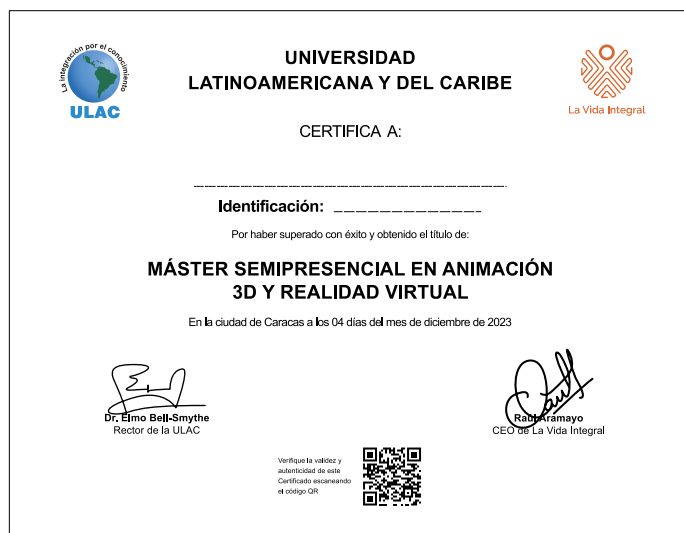 La integración por el conocimiento
ULAC
UNIVERSIDAD
LATINOAMERICANA Y DEL CARIBE
La Vida Integral
CERTIFICA A:
Identificación: _____________
Por haber superado con éxito y obtenido el título de:
MÁSTER SEMIPRESENCIAL EN ANIMACIÓN
3D Y REALIDAD VIRTUAL
En la ciudad de Caracas a los 04 días del mes de diciembre de 2023
Dr. Elmo Bell-Smythe
Rector de la ULAC
Raúl Aramayo
CEO de La Vida Integral
Verifique la validez y
autenticidad de este
Certificado escaneando
el código QR